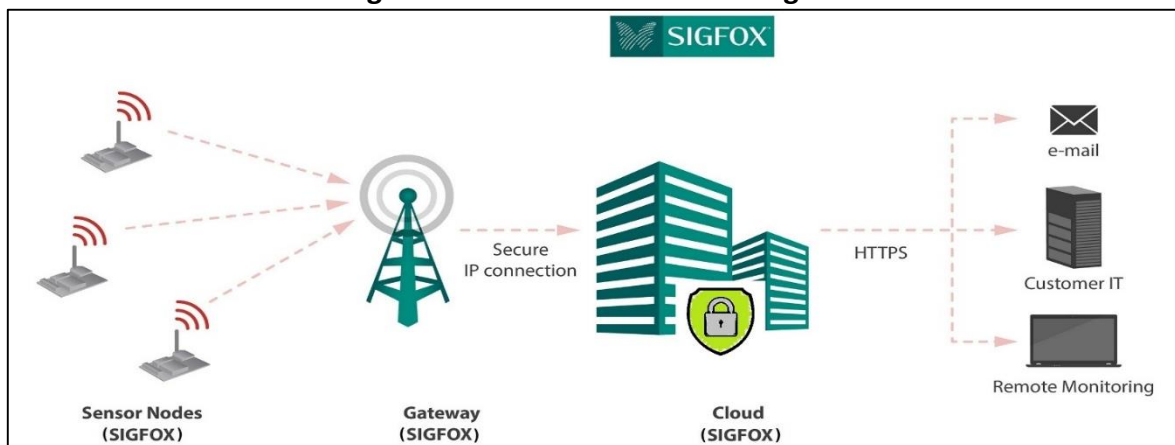 SIGFOX
e-mail
Secure
IP connection
HTTPS
Customer IT
Remote Monitoring
Sensor Nodes
(SIGFOX)
Gateway
(SIGFOX)
Cloud
(SIGFOX)